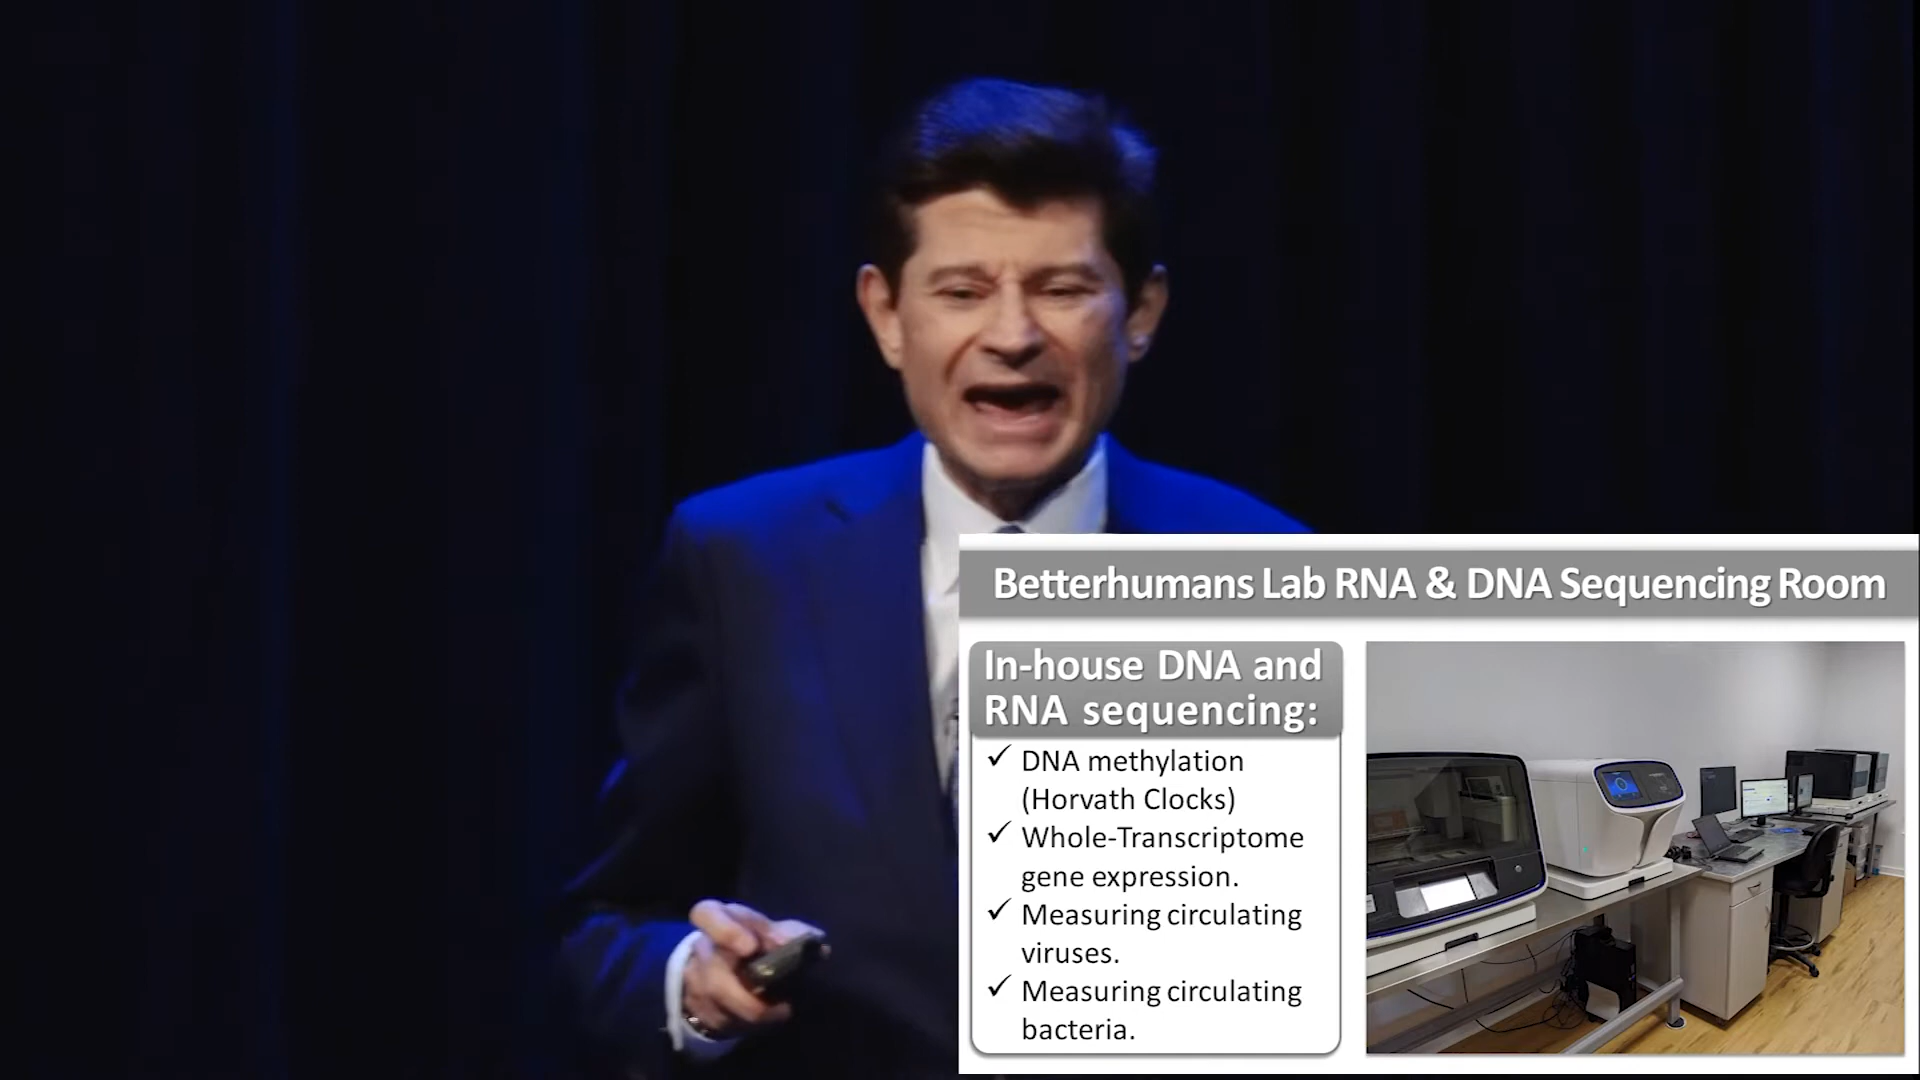 Betterhumans Lab RNA & DNA Sequencing Room
In-house DNA and
RNA sequencing:
✓ DNA methylation
(Horvath Clocks)
✓ Whole-Transcriptome
gene expression.
✓ Measuring circulating
viruses.
✓ Measuring circulating
bacteria.